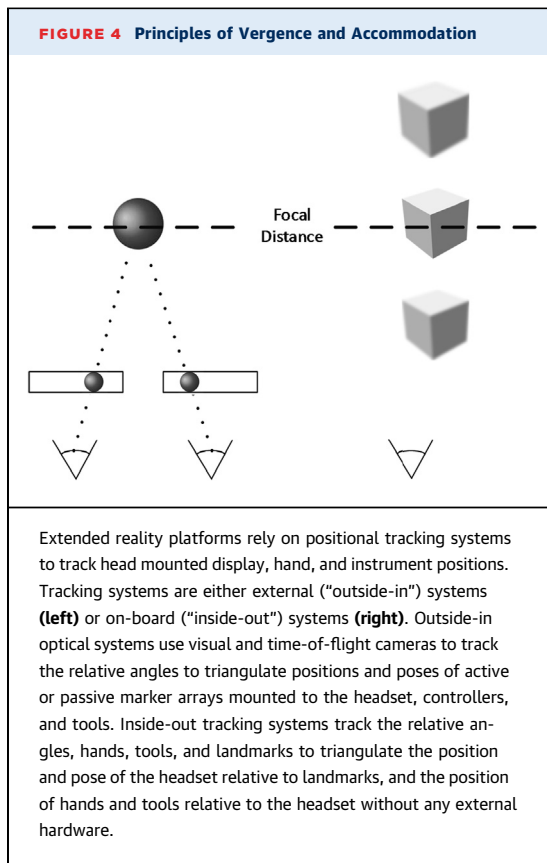 FIGURE 4 Principles of Vergence and Accommodation
Focal
Distance
Extended reality platforms rely on positional tracking systems
to track head mounted display, hand, and instrument positions.
Tracking systems are either external (“outside-in”) systems
(left) or on-board (“inside-out”) systems (right). Outside-in
optical systems use visual and time-of-flight cameras to track
the relative angles to triangulate positions and poses of active
or passive marker arrays mounted to the headset, controllers,
and tools. Inside-out tracking systems track the relative an-
gles, hands, tools, and landmarks to triangulate the position
and pose of the headset relative to landmarks, and the position
of hands and tools relative to the headset without any external
hardware.